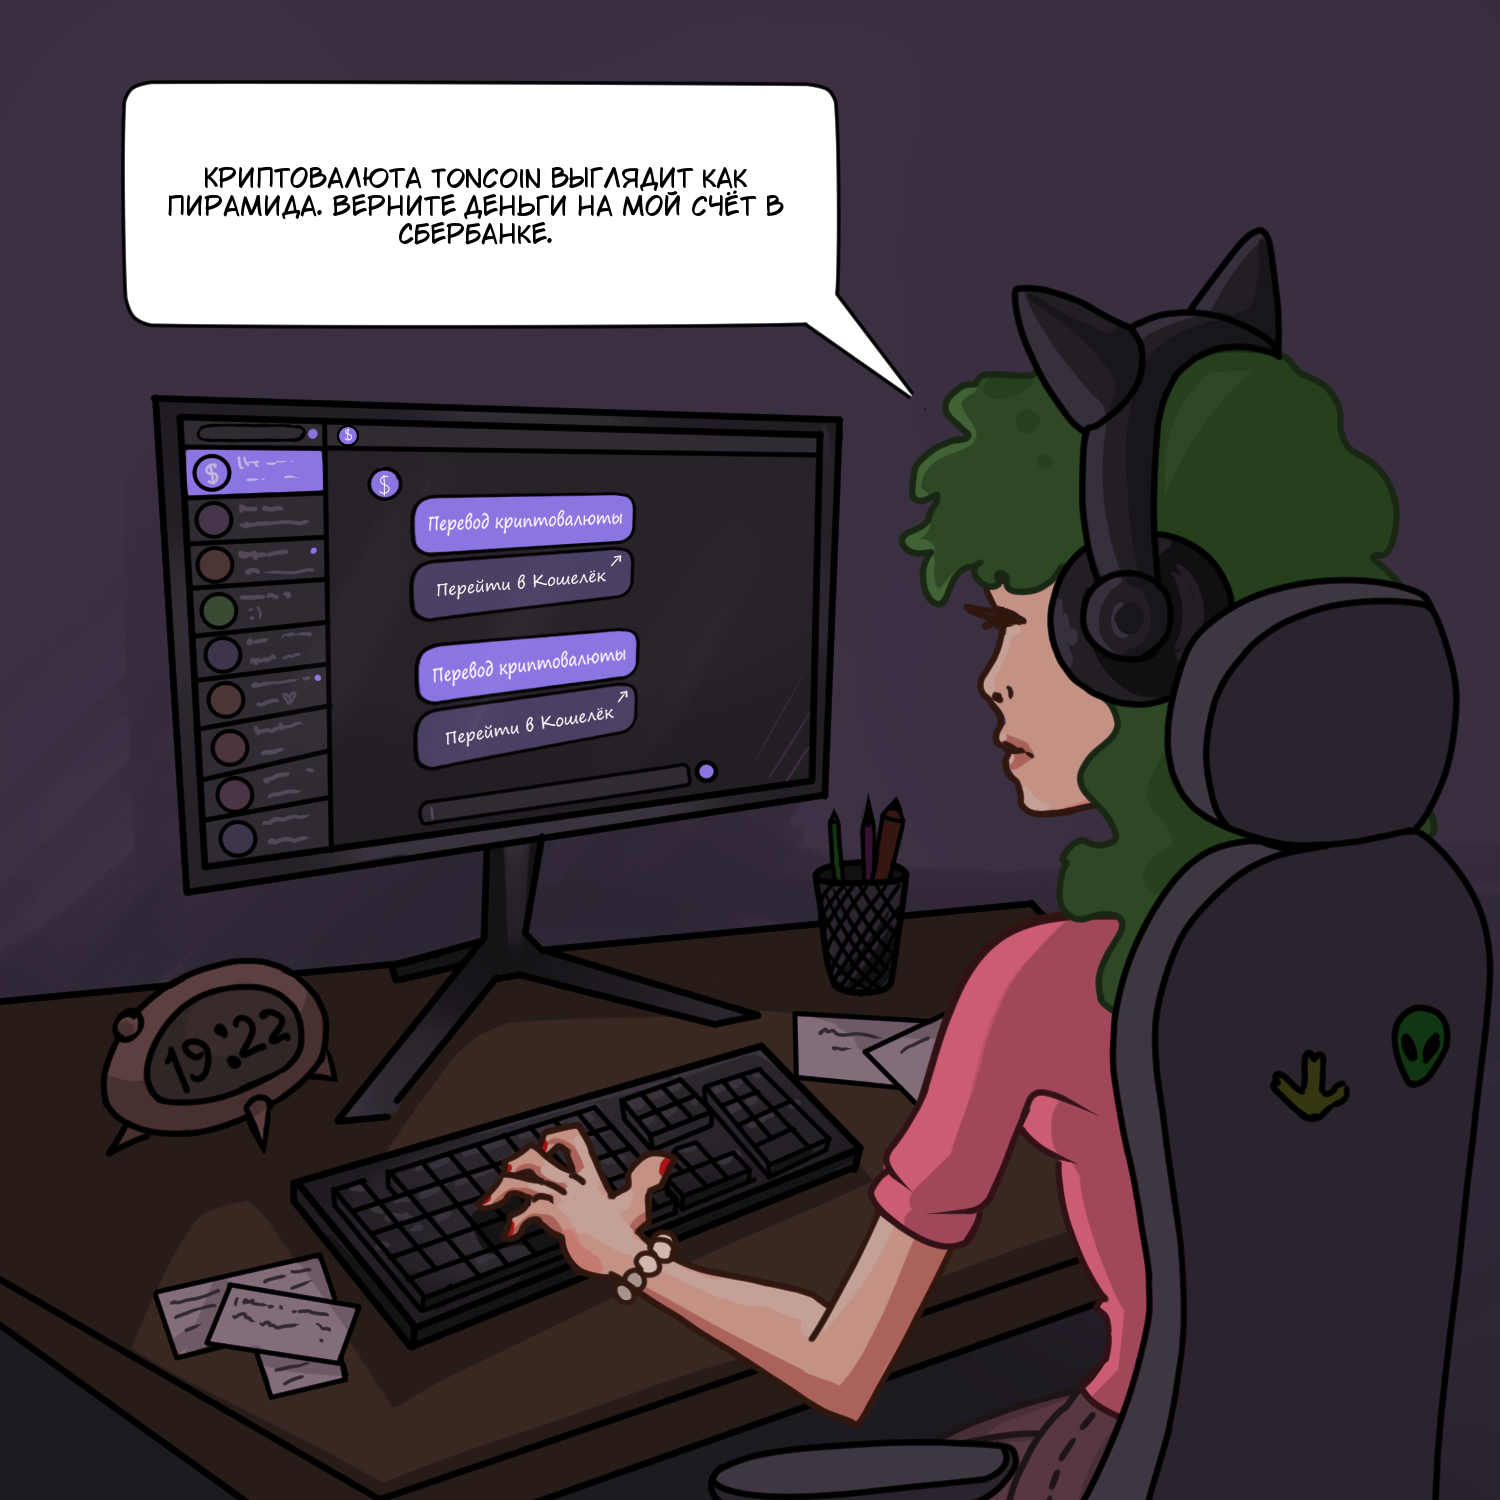 КРИПТОВАЛЮТА TONCOIN ВЫГЛЯДИТ КАК
ПИРАМИДА. ВЕРНИТЕ ДЕНЬГИ НА МОЙ СЧЁТ В
СБЕРБАНКЕ.
$
$
$
Перевод криптовалюты
Перейти в Кошелёк
:)
Перевод криптовалюты
Перейти в Кошелёк
19:22